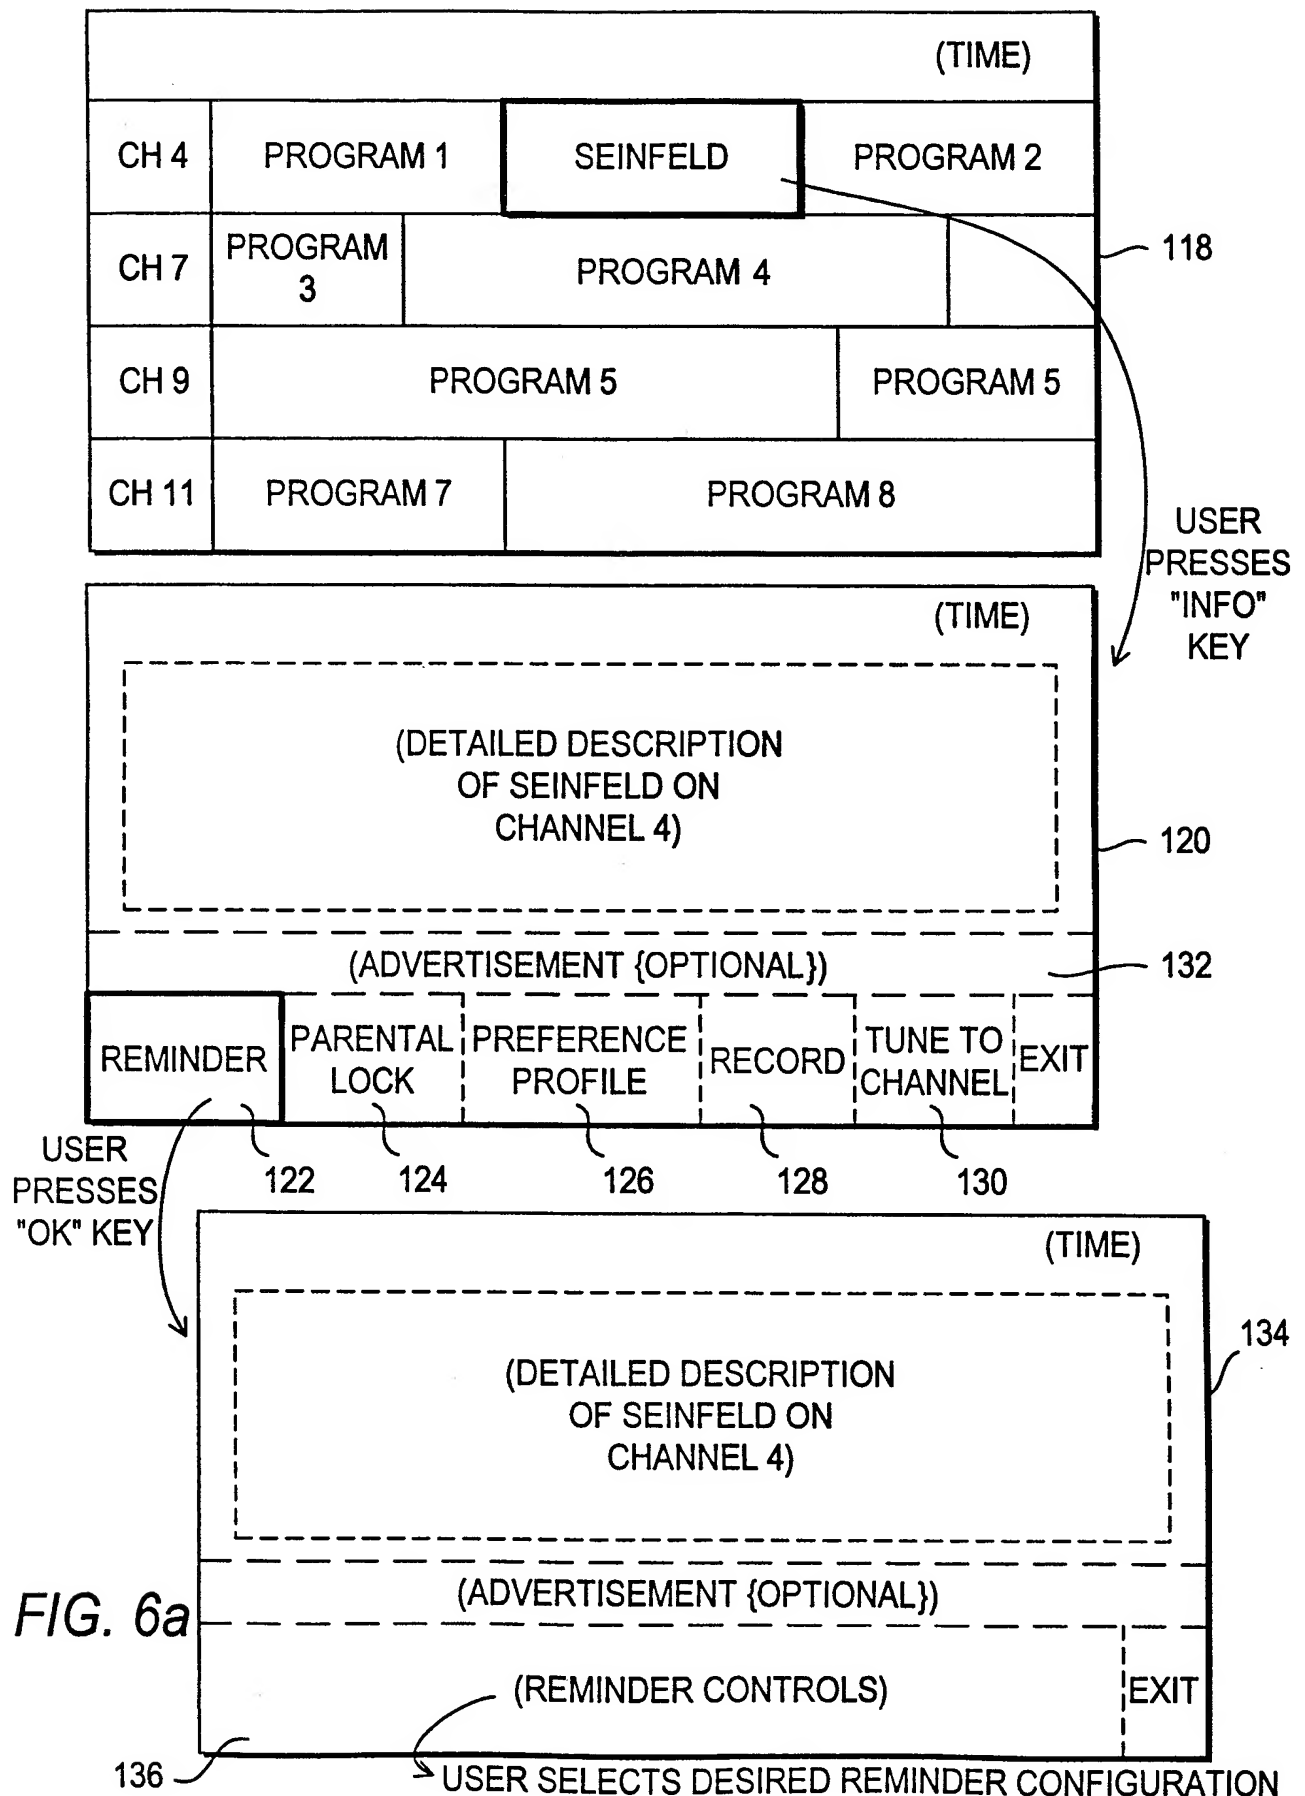 (TIME)
CH 4 PROGRAM 1 SEINFELD PROGRAM 2
CH 7 PROGRAM 3 PROGRAM 4
118
CH 9 PROGRAM 5 PROGRAM 5
CH 11 PROGRAM 7 PROGRAM 8
USER
PRESSES
"INFO"
KEY
(TIME)
(DETAILED DESCRIPTION
OF SEINFELD ON
CHANNEL 4)
120
(ADVERTISEMENT {OPTIONAL})
132
REMINDER
PARENTAL
LOCK
PREFERENCE
PROFILE
RECORD
TUNE TO
CHANNEL
EXIT
USER
PRESSES
"OK" KEY
122 124 126 128 130
(TIME)
134
(DETAILED DESCRIPTION
OF SEINFELD ON
CHANNEL 4)
(ADVERTISEMENT {OPTIONAL})
FIG. 6a
(REMINDER CONTROLS)
EXIT
136
USER SELECTS DESIRED REMINDER CONFIGURATION